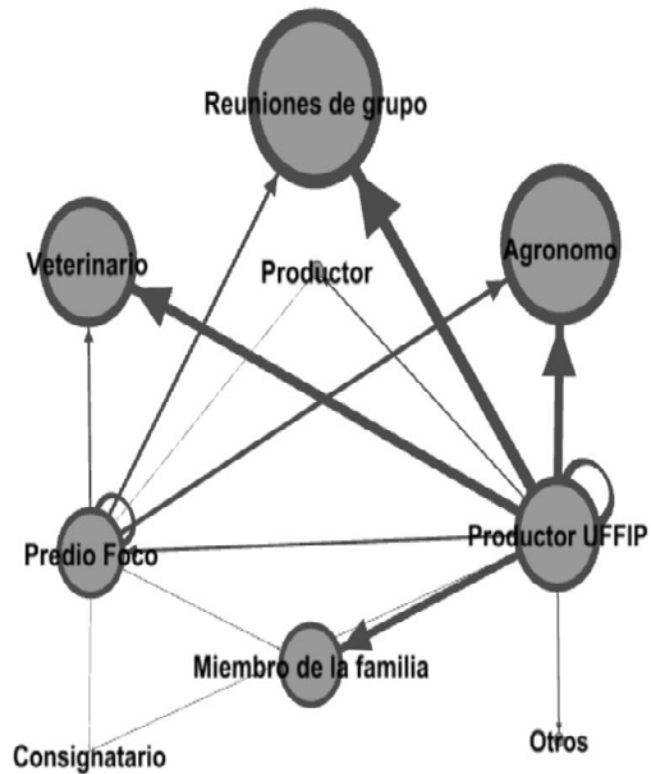 Reuniones de grupo
Agronomo
Veterinario
Productor
Productor UFFIP
Predio Foco
Miembro de la familia
Otros
Consignatario